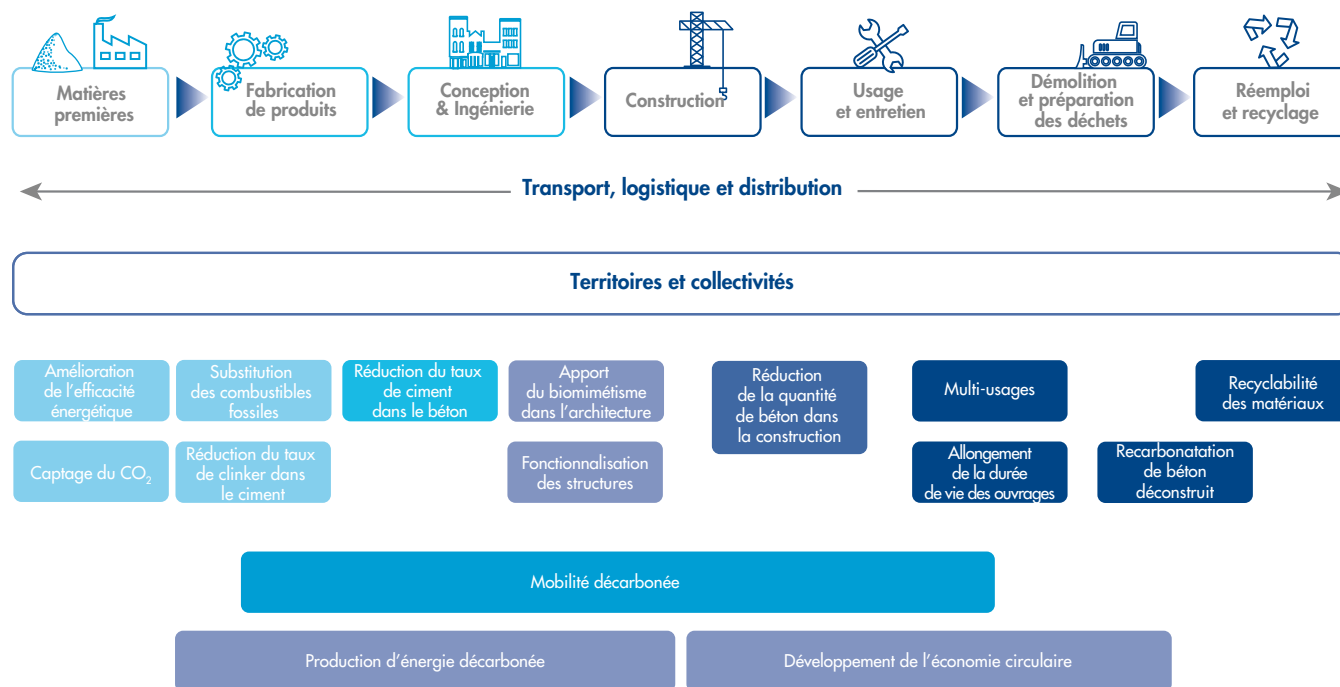 Matières
premières
Fabrication
de produits
Conception
& Ingénierie
Construction
Usage
et entretien
Démolition
et préparation
des déchets
Réemploi
et recyclage
Transport, logistique et distribution
Territoires et collectivités
Amélioration
de l'efficacité
énergétique
Substitution
des combustibles
fossiles
Réduction du taux
de ciment
dans le béton
Apport
du biomimétisme
dans l'architecture
Réduction
de la quantité
de béton dans
la construction
Multi-usages
Recyclabilité
des matériaux
Captage du CO₂
Réduction du taux
de clinker dans
le ciment
Fonctionnalisation
des structures
Allongement
de la durée
de vie des ouvrages
Recarbonatation
de béton
déconstruit
Mobilité décarbonée
Production d'énergie décarbonée
Développement de l'économie circulaire